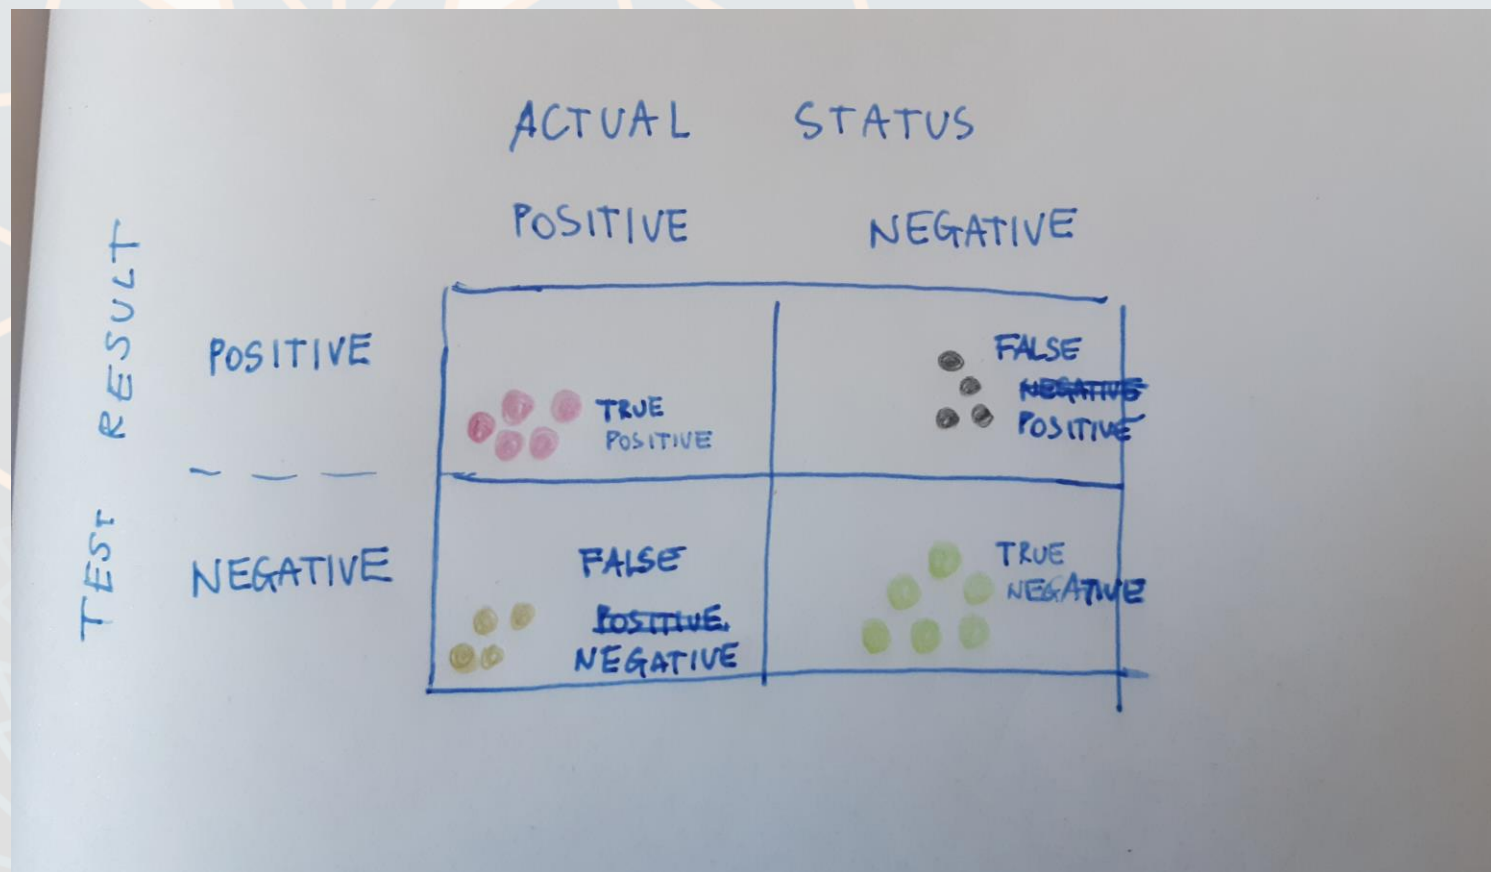 ACTUAL STATUS
POSITIVE NEGATIVE
TEST RESULT
POSITIVE
TRUE
POSITIVE
FALSE
NEGATIVE
POSITIVE
NEGATIVE
FALSE
POSITIVE.
NEGATIVE
TRUE
NEGATIVE